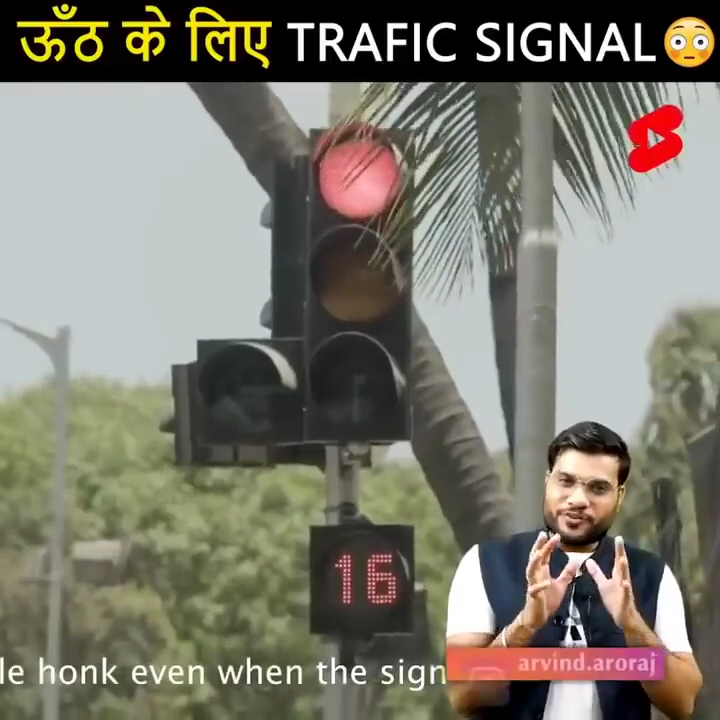 ऊँठ के लिए TRAFIC SIGNAL😳
16
le honk even when the sign
arvind.aroraj